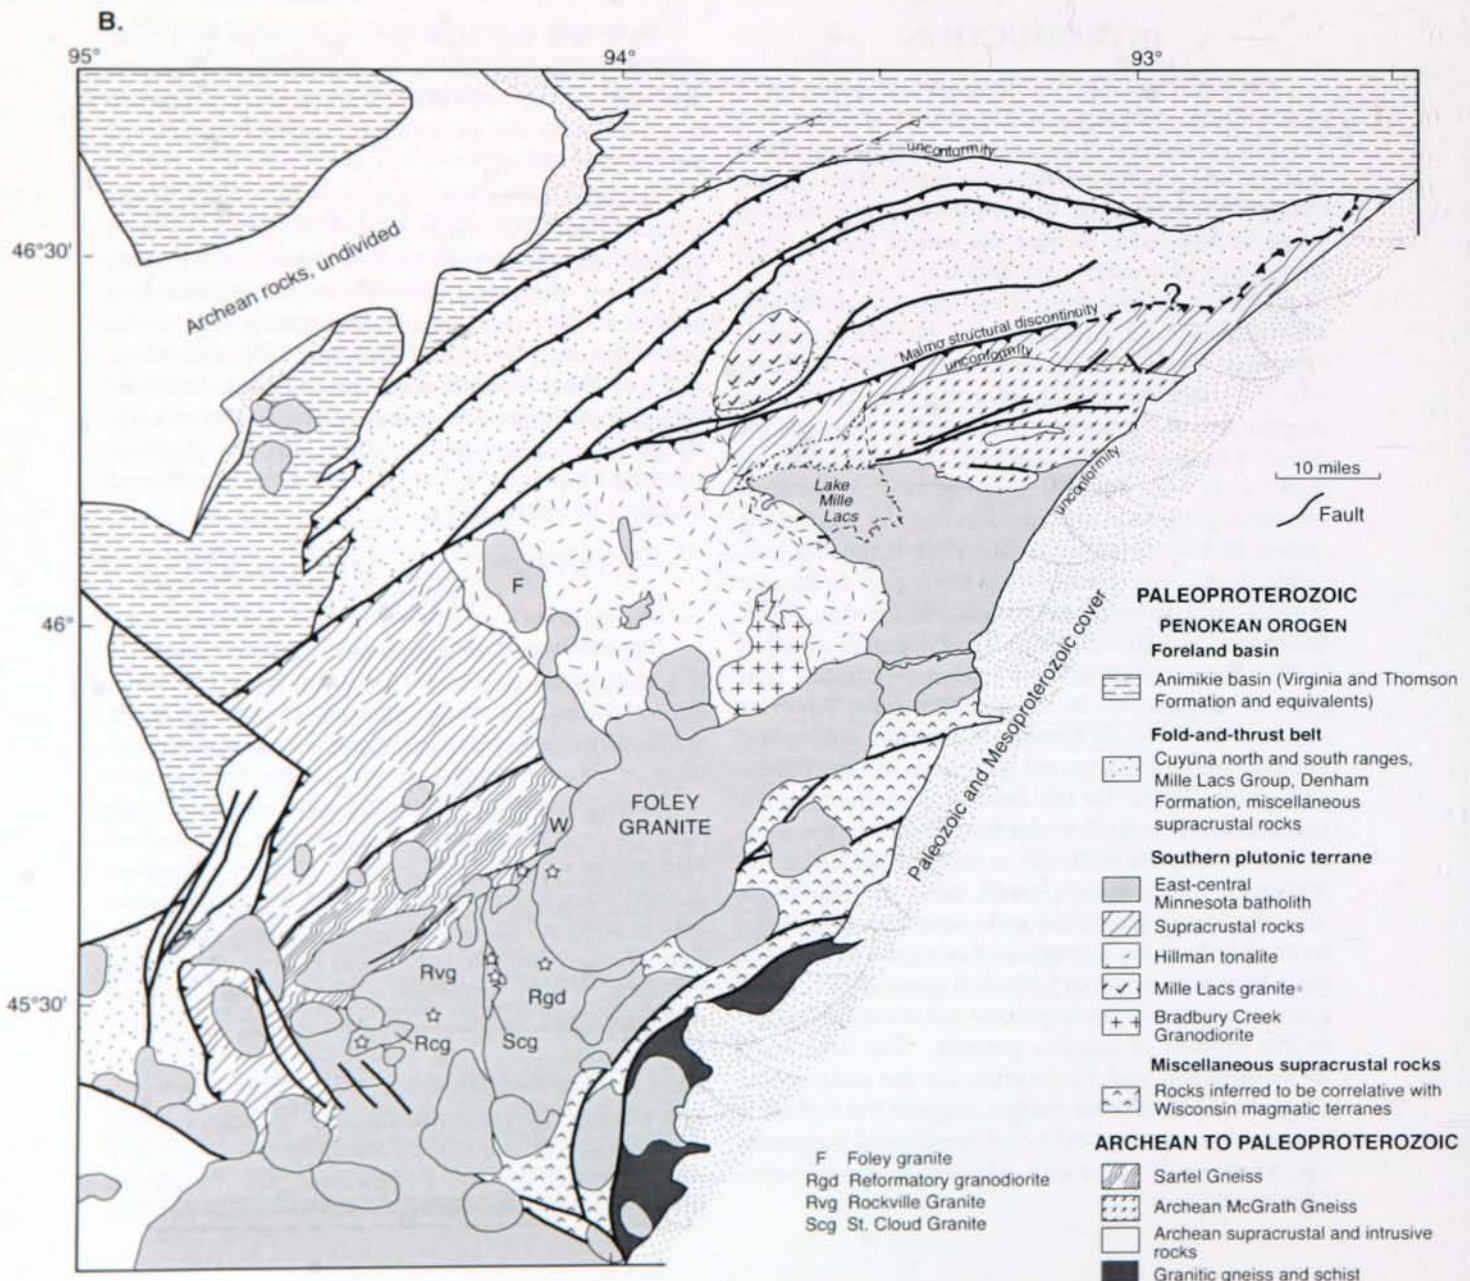 B.
95°
94°
93°
unconformity
46°30'
Archean rocks, undivided
?
Malmo structural discontinuity
unconformity
10 miles
Lake
Mille
Lacs
unconformity
Fault
F
46°
Paleozoic and Mesoproterozoic cover
FOLEY
GRANITE
W
Rvg
Rgd
45°30'
Rcg
Scg
PALEOPROTEROZOIC
PENOKEAN OROGEN
Foreland basin
Animikie basin (Virginia and Thomson
Formation and equivalents)
Fold-and-thrust belt
Cuyuna north and south ranges,
Mille Lacs Group, Denham
Formation, miscellaneous
supracrustal rocks
Southern plutonic terrane
East-central
Minnesota batholith
Supracrustal rocks
Hillman tonalite
Mille Lacs granite
Bradbury Creek
Granodiorite
Miscellaneous supracrustal rocks
Rocks inferred to be correlative with
Wisconsin magmatic terranes
ARCHEAN TO PALEOPROTEROZOIC
Sartel Gneiss
Archean McGrath Gneiss
Archean supracrustal and intrusive
rocks
Granitic gneiss and schist
F Foley granite
Rgd Reformatory granodiorite
Rvg Rockville Granite
Scg St. Cloud Granite